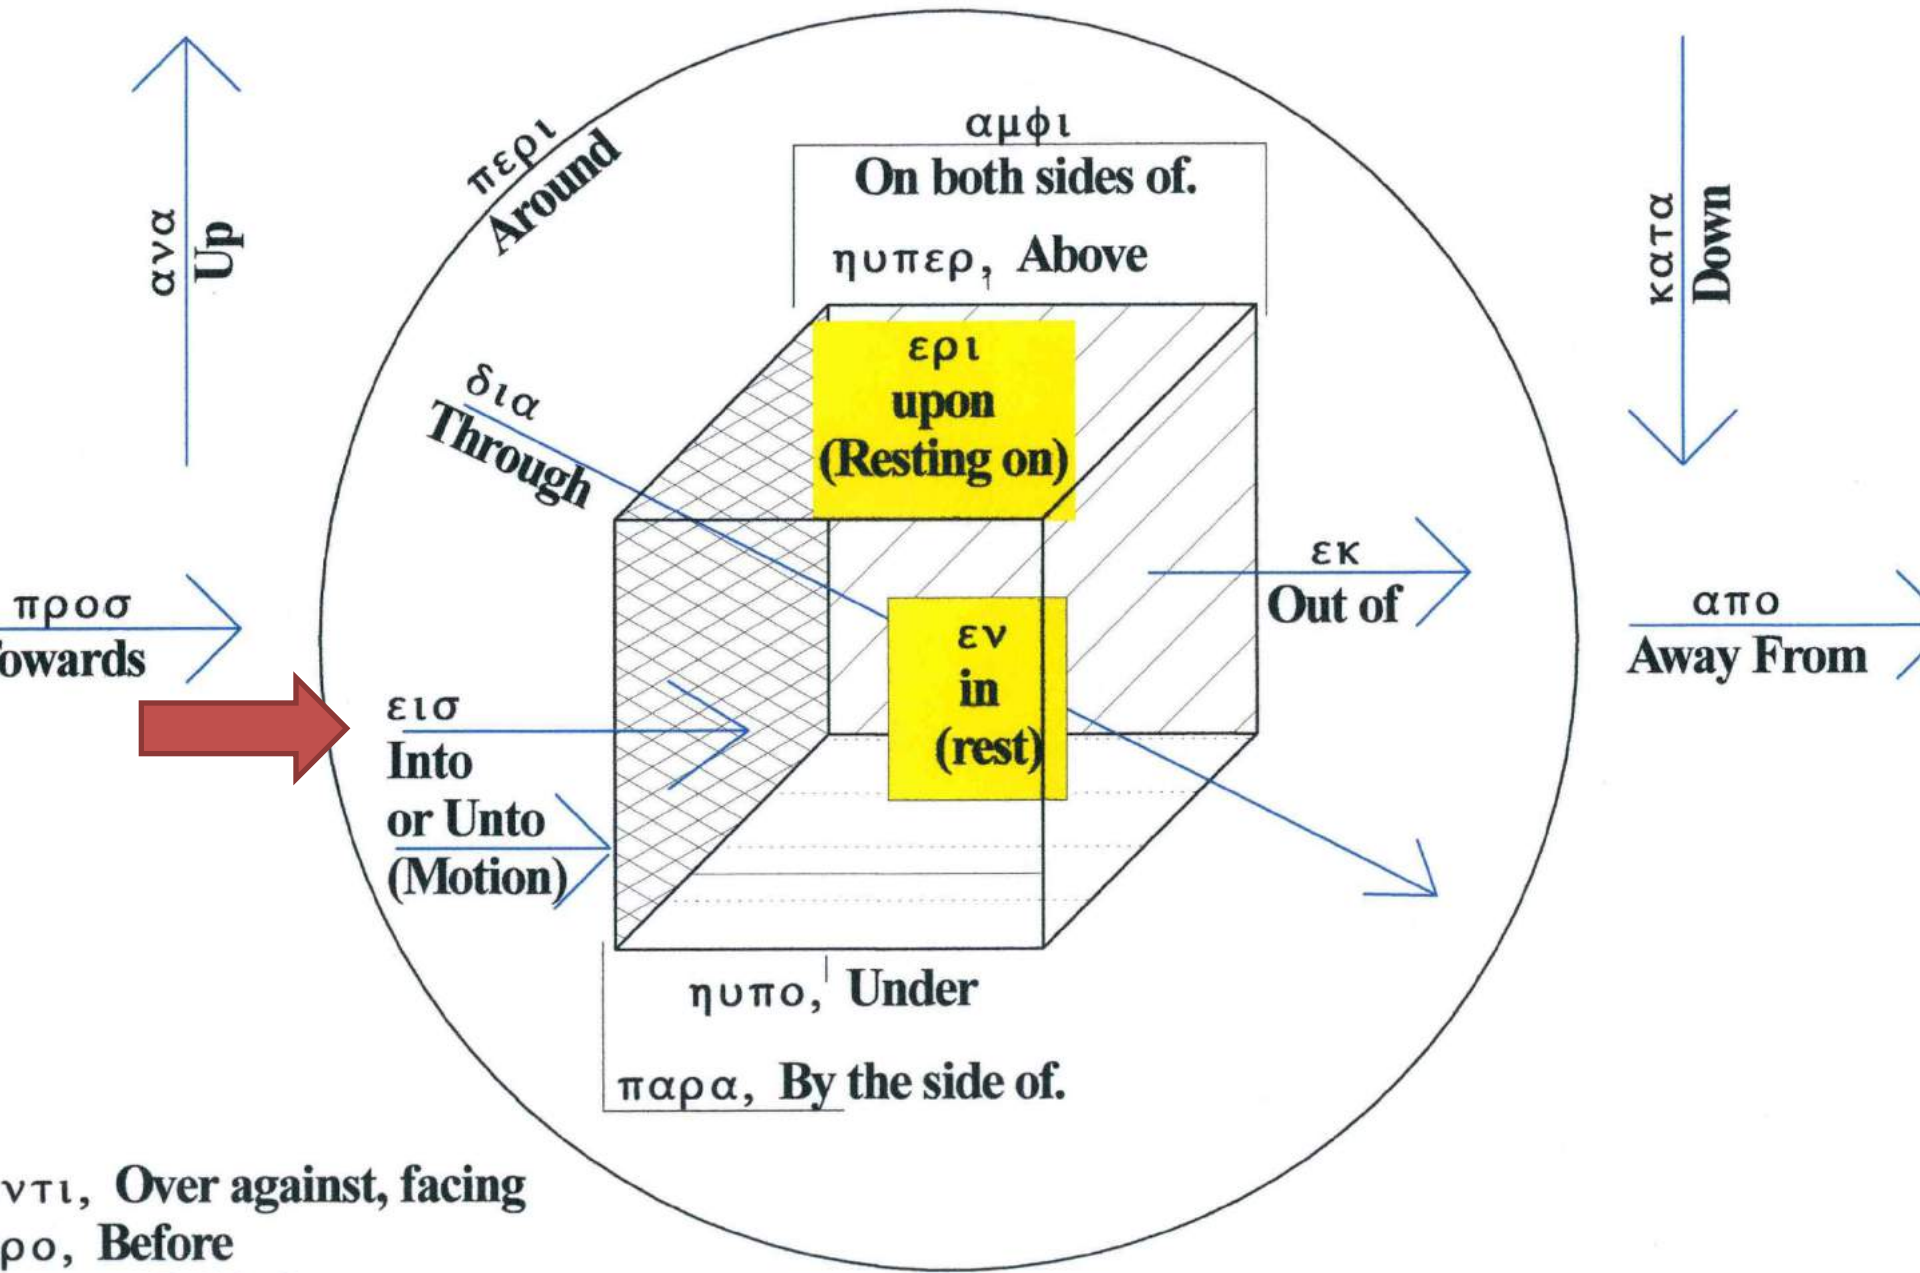 αμφι
On both sides of.
ηυπερ, Above
περι
Around
ανα
Up
κατα
Down
ερι
upon
(Resting on)
δια
Through
εκ
Out of
προσ
owards
απο
Away From
εν
in
(rest)
εισ
Into
or Unto
(Motion)
ηυπο, Under
παρα, By the side of.
ντι, Over against, facing
ρο, Before